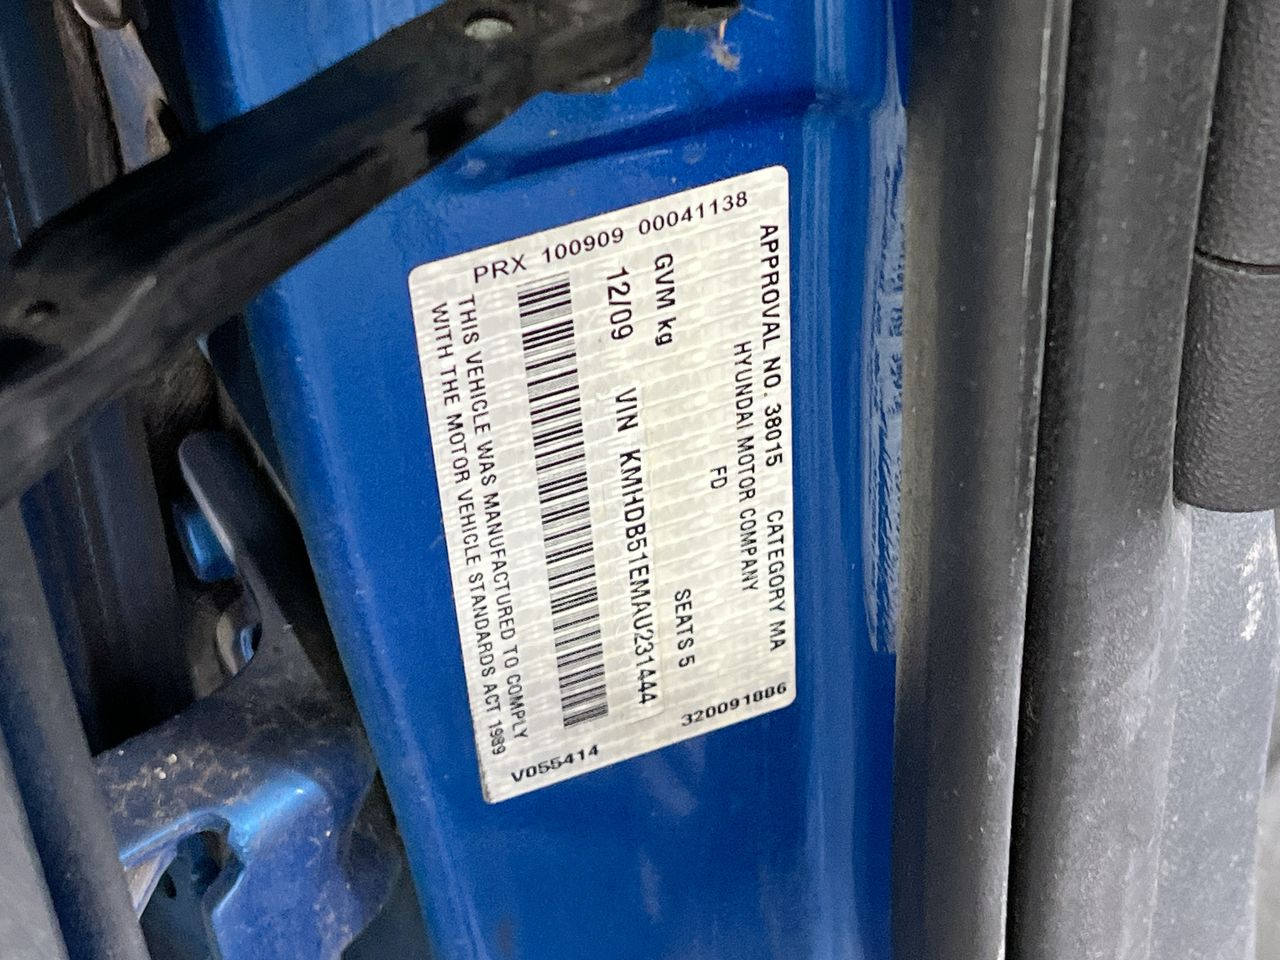 APPROVAL NO. 38015 CATEGORY MA
HYUNDAI MOTOR COMPANY
FD
GVM kg SEATS 5
12/09 VIN KMHDB51EMAU231444
THIS VEHICLE WAS MANUFACTURED TO COMPLY
WITH THE MOTOR VEHICLE STANDARDS ACT 1989
PRX 100909 00041138
V055414
320091886